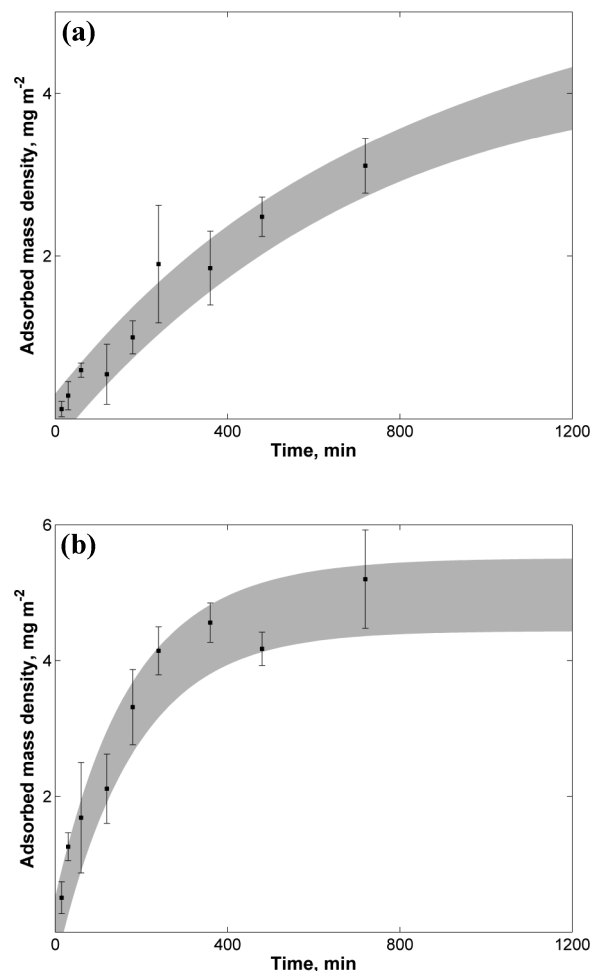 (a)
Adsorbed mass density, mg m-2
4
2
0
400
800
1200
Time, min
(b)
Adsorbed mass density, mg m-2
6
4
2
0
400
800
1200
Time, min